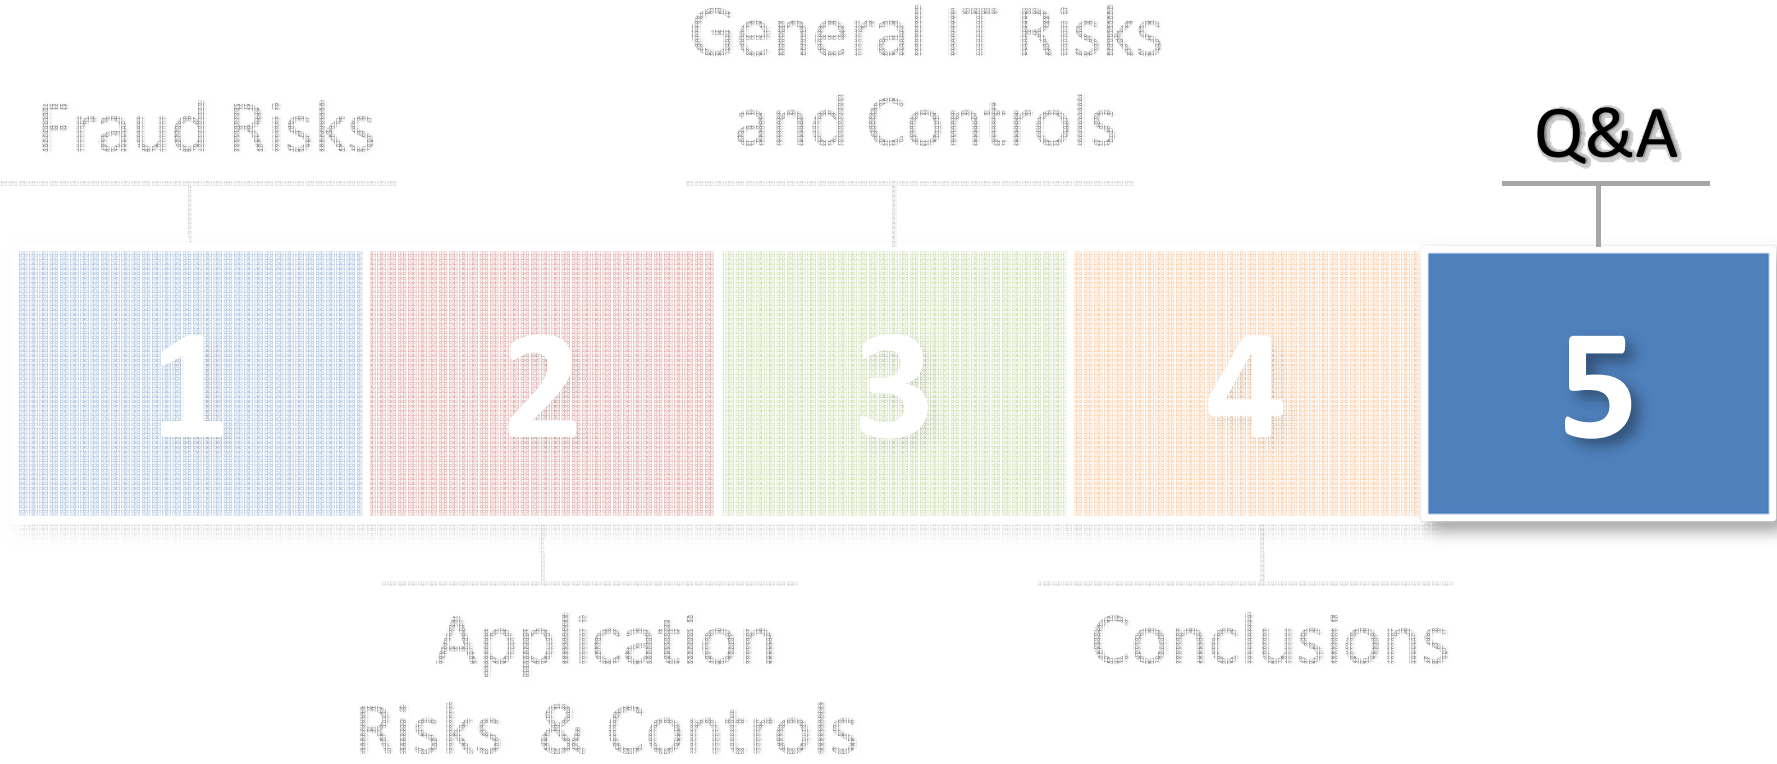 General IT Risks
and Controls
Fraud Risks
Q&A
1
2
3
4
5
Application
Risks & Controls
Conclusions